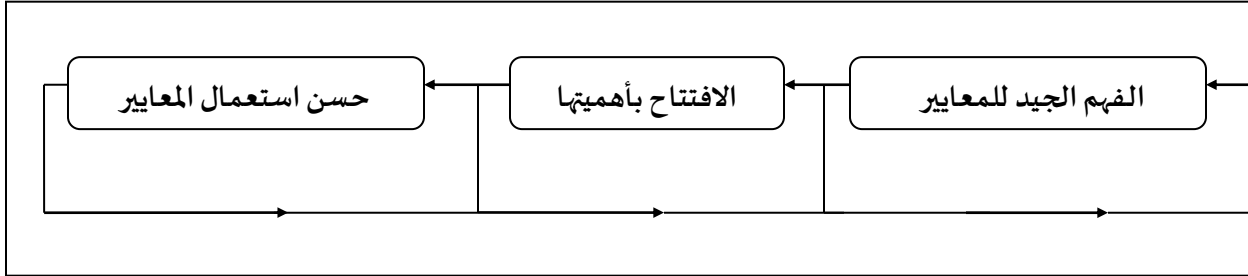 الفهم الجيد للمعايير
الافتتاح بأهميتها
حسن استعمال المعايير